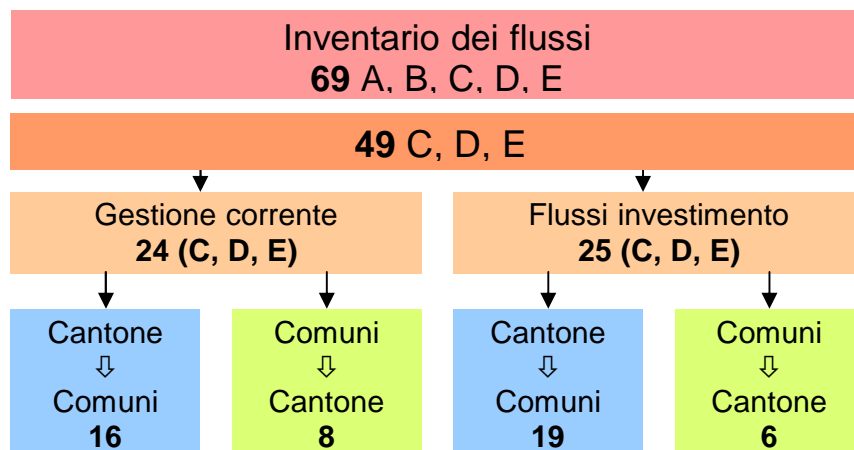 Inventario dei flussi
69 A, B, C, D, E
49 C, D, E
Gestione corrente
24 (C, D, E)
Flussi investimento
25 (C, D, E)
Cantone
⇩
Comuni
16
Comuni
⇩
Cantone
8
Cantone
⇩
Comuni
19
Comuni
⇩
Cantone
6